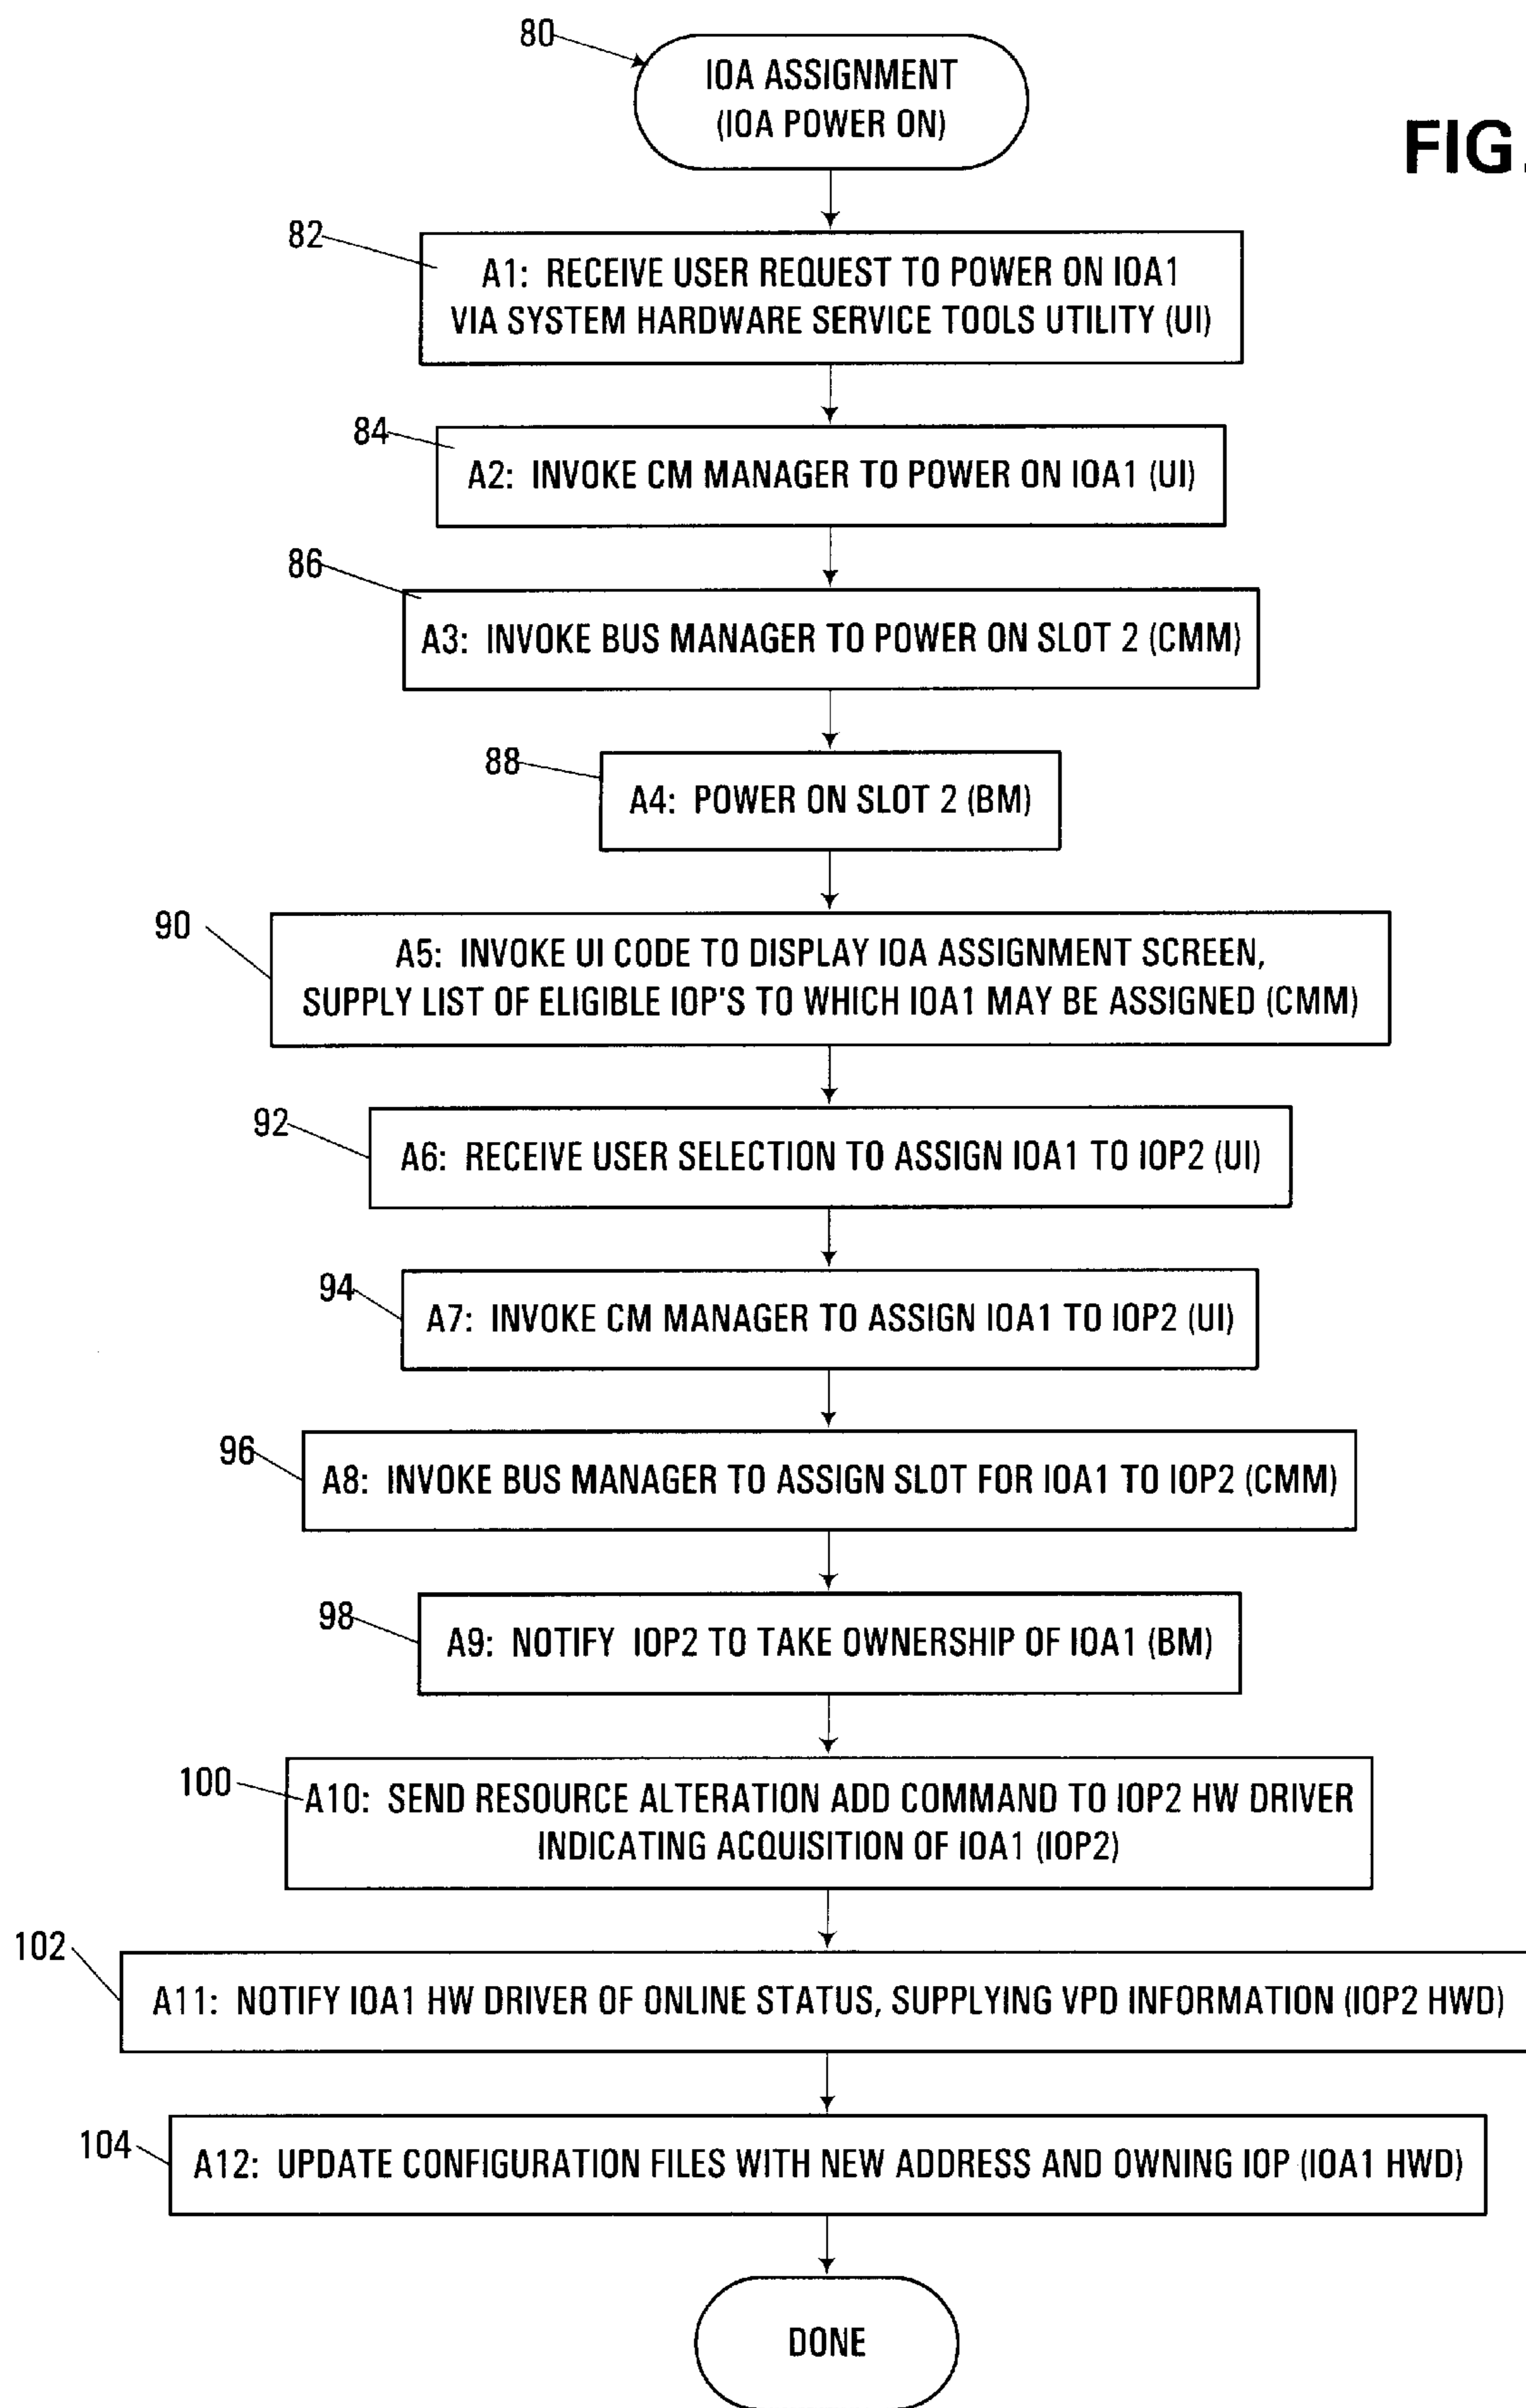 80
IOA ASSIGNMENT
(IOA POWER ON)
FIG.
82
A1: RECEIVE USER REQUEST TO POWER ON IOA1
VIA SYSTEM HARDWARE SERVICE TOOLS UTILITY (UI)
84
A2: INVOKE CM MANAGER TO POWER ON IOA1 (UI)
86
A3: INVOKE BUS MANAGER TO POWER ON SLOT 2 (CMM)
88
A4: POWER ON SLOT 2 (BM)
90
A5: INVOKE UI CODE TO DISPLAY IOA ASSIGNMENT SCREEN,
SUPPLY LIST OF ELIGIBLE IOP'S TO WHICH IOA1 MAY BE ASSIGNED (CMM)
92
A6: RECEIVE USER SELECTION TO ASSIGN IOA1 TO IOP2 (UI)
94
A7: INVOKE CM MANAGER TO ASSIGN IOA1 TO IOP2 (UI)
96
A8: INVOKE BUS MANAGER TO ASSIGN SLOT FOR IOA1 TO IOP2 (CMM)
98
A9: NOTIFY IOP2 TO TAKE OWNERSHIP OF IOA1 (BM)
100
A10: SEND RESOURCE ALTERATION ADD COMMAND TO IOP2 HW DRIVER
INDICATING ACQUISITION OF IOA1 (IOP2)
102
A11: NOTIFY IOA1 HW DRIVER OF ONLINE STATUS, SUPPLYING VPD INFORMATION (IOP2 HWD)
104
A12: UPDATE CONFIGURATION FILES WITH NEW ADDRESS AND OWNING IOP (IOA1 HWD)
DONE